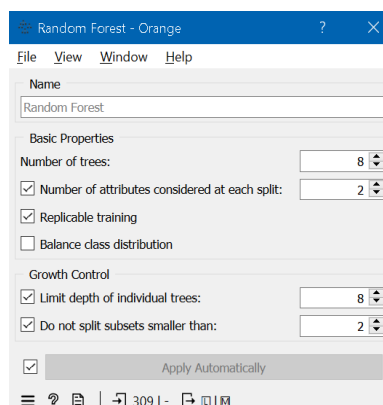 Random Forest - Orange ?
File View Window Help
Name
Random Forest
Basic Properties
Number of trees: 8
Number of attributes considered at each split: 2
Replicable training
Balance class distribution
Growth Control
Limit depth of individual trees: 8
Do not split subsets smaller than: 2
Apply Automatically
? 309 | -